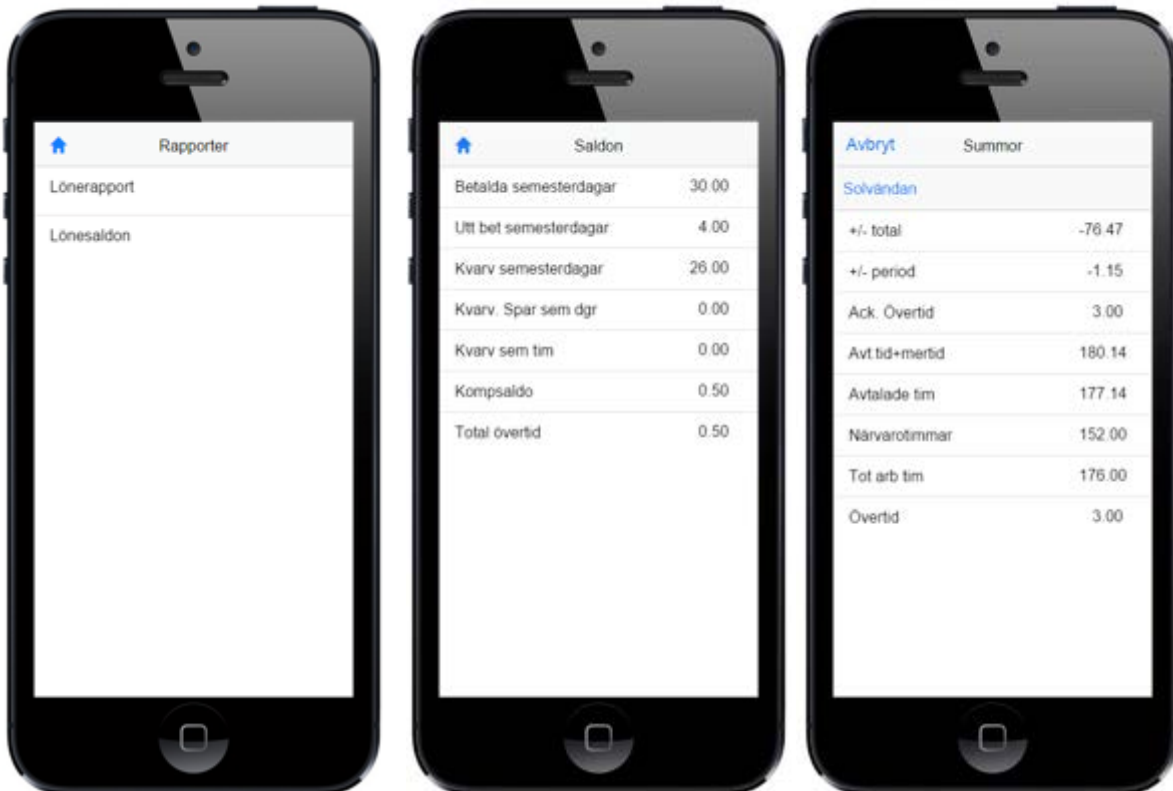 Rapporter
Lönerapport
Lönesaldon
Saldon
Betalda semesterdagar 30.00
Utt bet semesterdagar 4.00
Kvarv semesterdagar 26.00
Kvarv. Spar sem dgr 0.00
Kvarv sem tim 0.00
Kompsaldo 0.50
Total övertid 0.50
Avbryt Summor
Solvändan
+/- total -76.47
+/- period -1.15
Ack. Övertid 3.00
Avt.tid+mertid 180.14
Avtalade tim 177.14
Närvarotimmar 152.00
Tot arb tim 176.00
Övertid 3.00